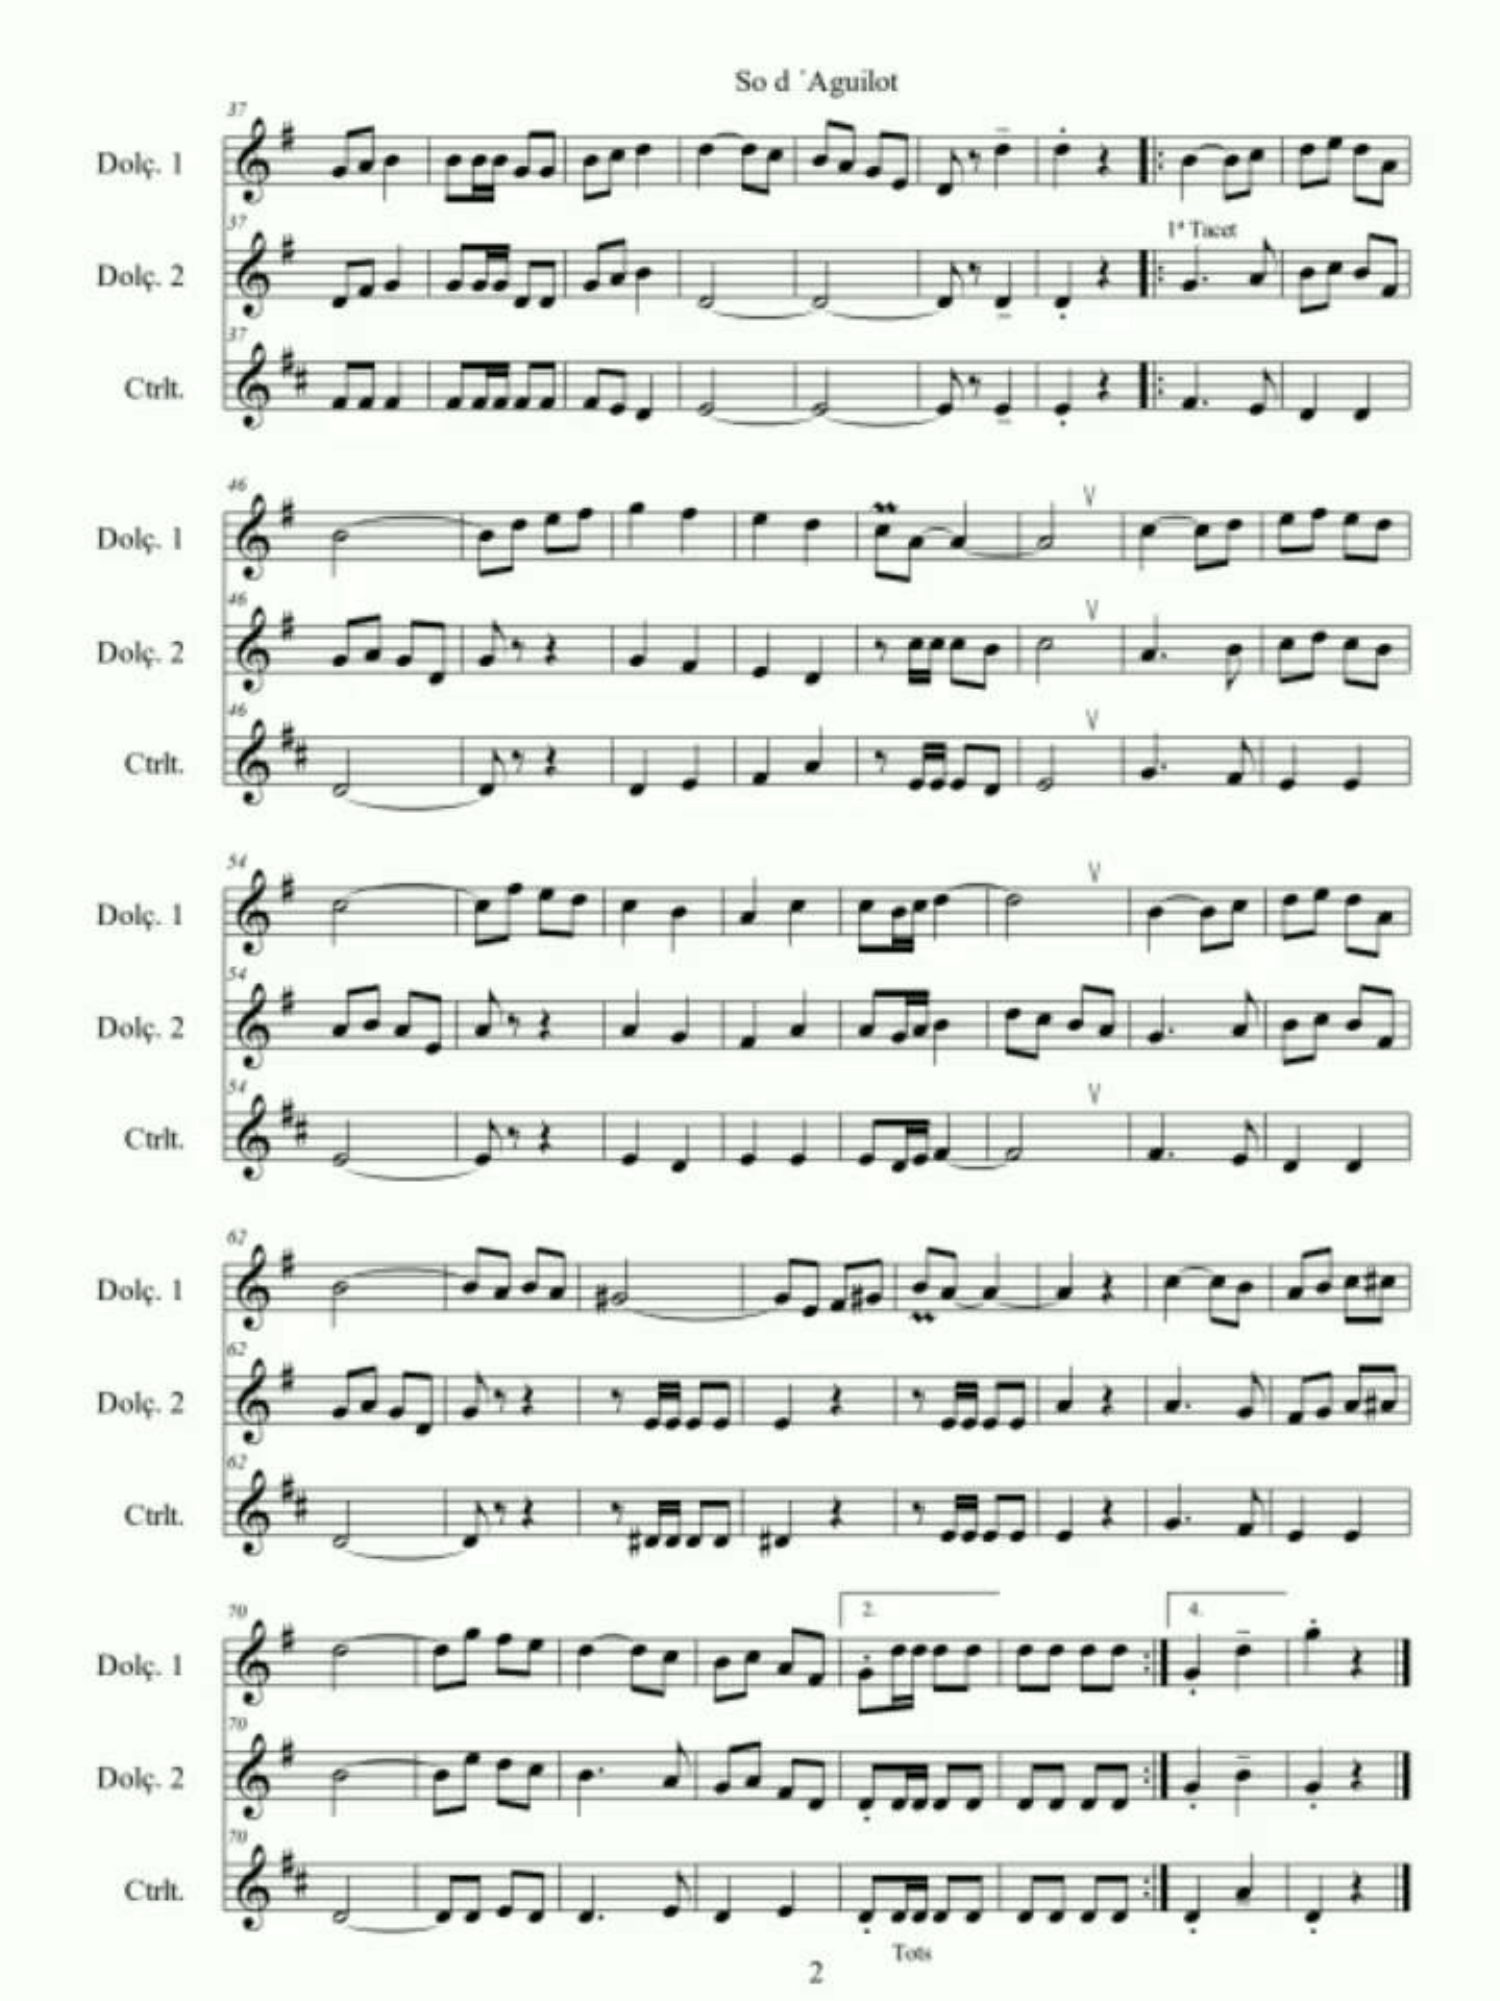 So d ´Aguilot
37
Dolç. 1
37
1ª Tacet
Dolç. 2
37
Ctrlt.
46
Dolç. 1
46
Dolç. 2
46
Ctrlt.
54
Dolç. 1
54
Dolç. 2
54
Ctrlt.
62
Dolç. 1
62
Dolç. 2
62
Ctrlt.
70
2.
4.
Dolç. 1
70
Dolç. 2
70
Ctrlt.
Tots
2